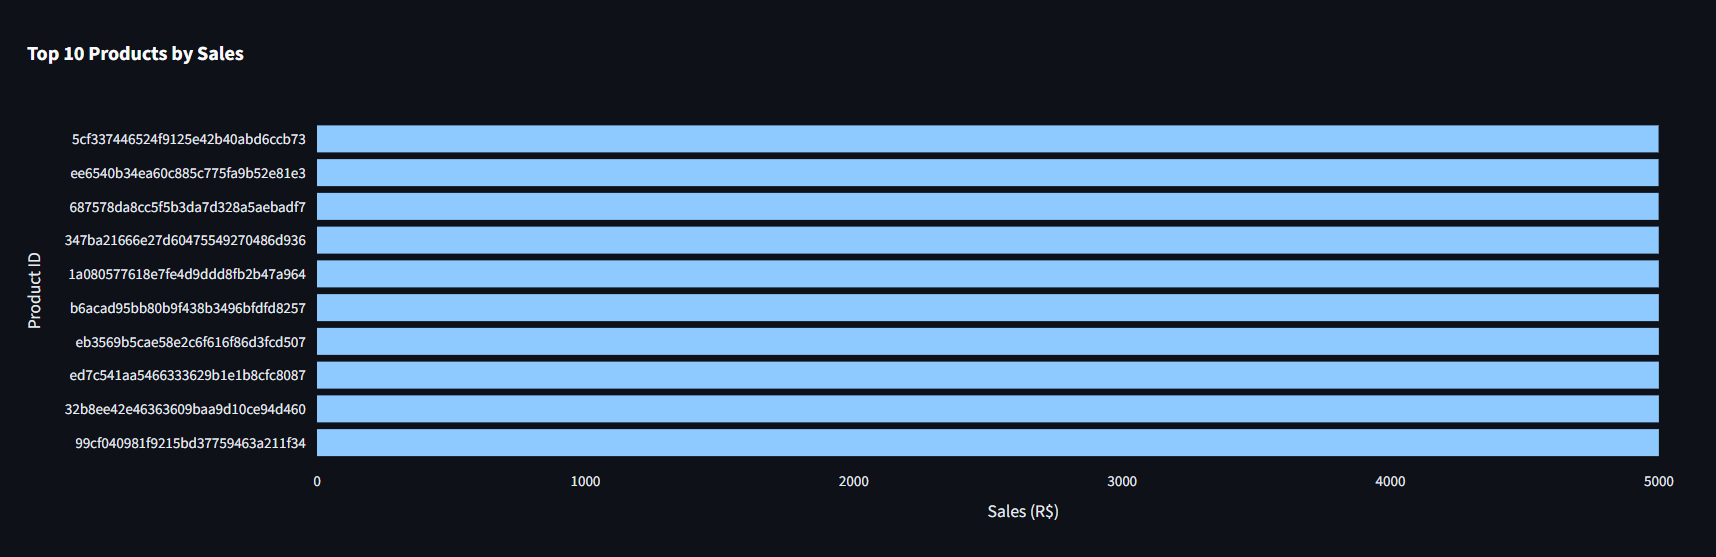 Top 10 Products by Sales
Product ID
5cf337446524f9125e42b40abd6ccb73
ee6540b34ea60c885c775fa9b52e81e3
687578da8cc5f5b3da7d328a5aebadf7
347ba21666e27d60475549270486d936
1a080577618e7fe4d9ddd8fb2b47a964
b6acad95bb80b9f438b3496bfdfd8257
eb3569b5cae58e2c6f616f86d3fcd507
ed7c541aa5466333629b1e1b8cfc8087
32b8ee42e46363609baa9d10ce94d460
99cf040981f9215bd37759463a211f34
0 1000 2000 3000 4000 5000
Sales (R$)